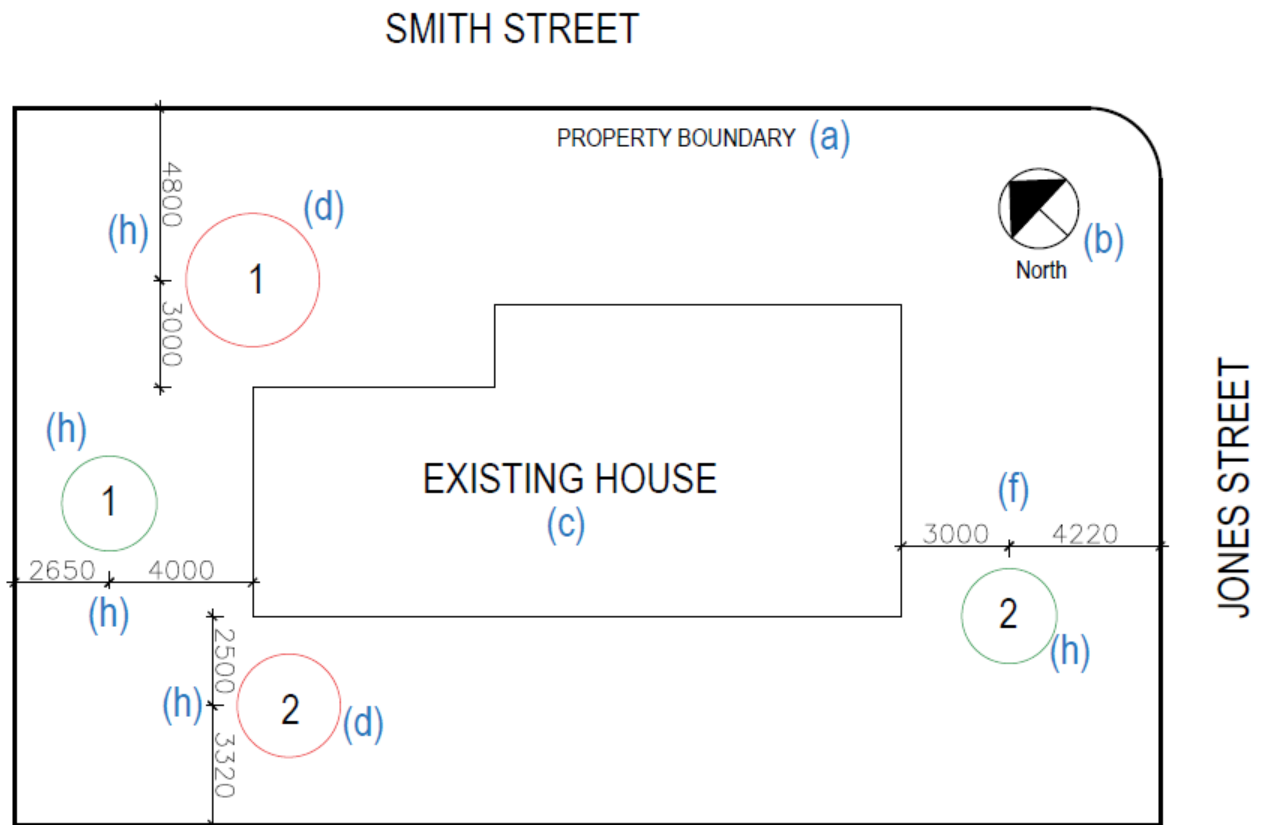 SMITH STREET
PROPERTY BOUNDARY (a)
4800
(h)
(d)
1
(b)
North
3000
(h)
1
EXISTING HOUSE
(c)
(f)
3000 4220
JONES STREET
2650 4000
(h)
2
(h)
2500
(h)
2
(d)
3320